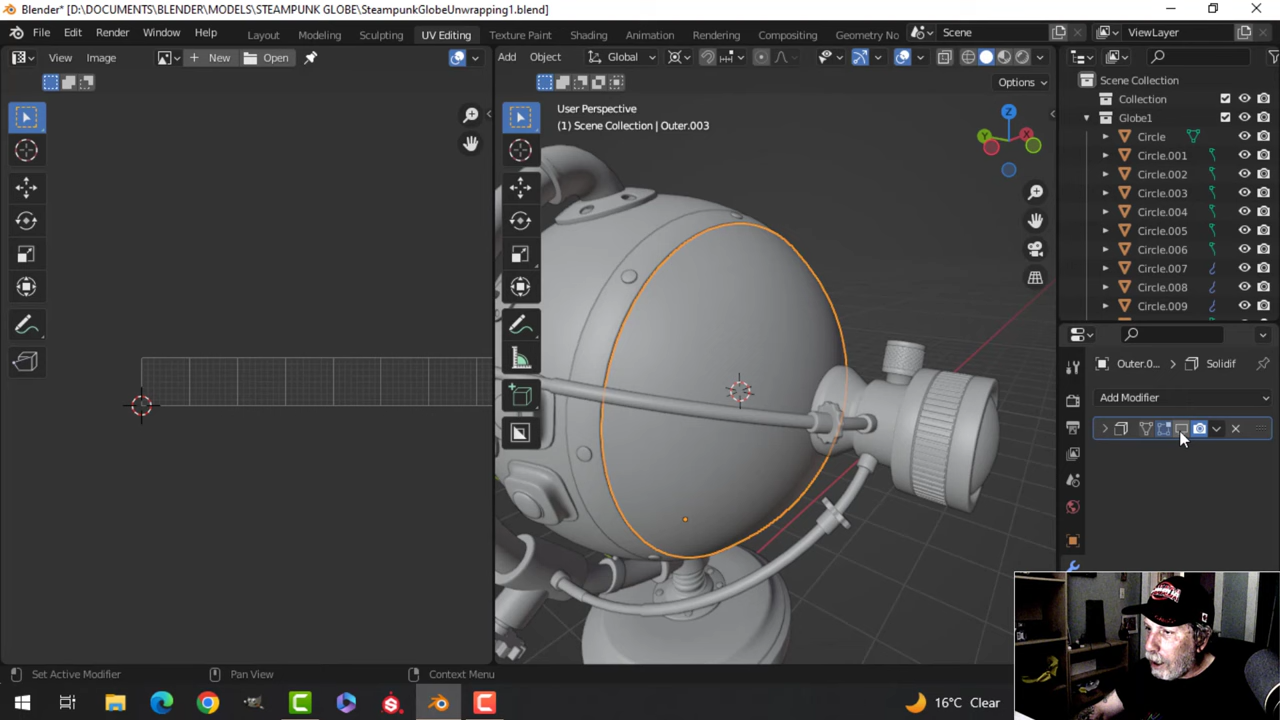 Blender* [D:\DOCUMENTS\BLENDER\MODELS\STEAMPUNK GLOBE\SteampunkGlobeUnwrapping1.blend]
File Edit Render Window Help Layout Modeling Sculpting UV Editing Texture Paint Shading Animation Rendering Compositing Geometry No Scene ViewLayer
View Image New Open Add Object Global
Options
User Perspective
(1) Scene Collection | Outer.003
Z
Y
X
Scene Collection
Collection
Globe1
Circle
Circle.001
Circle.002
Circle.003
Circle.004
Circle.005
Circle.006
Circle.007
Circle.008
Circle.009
Outer.0... > Solidif
Add Modifier
Set Active Modifier Pan View Context Menu
16°C Clear